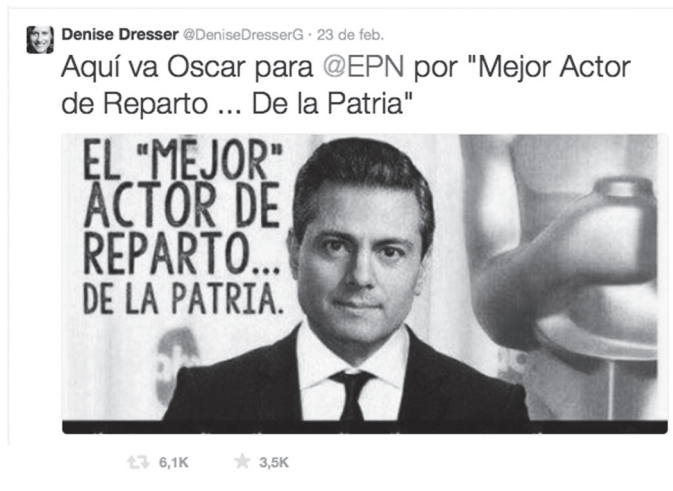 Denise Dresser @DeniseDresserG · 23 de feb.
Aquí va Oscar para @EPN por "Mejor Actor
de Reparto ... De la Patria"
EL "MEJOR"
ACTOR DE
REPARTO...
DE LA PATRIA.
6,1K 3,5K